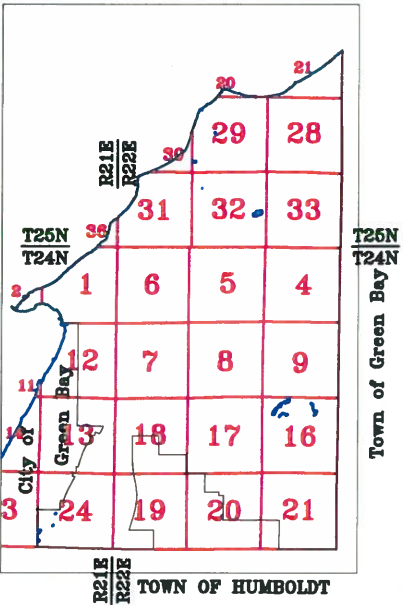 21
20
29 28
30
R21E
R22E
31 32 33
36
T25N
T24N
T25N
T24N
2 1 6 5 4
12 7 8 9
11
13 18 17 16
City of
Green Bay
Town of Green Bay
3 24 19 20 21
R21E
R22E
TOWN OF HUMBOLDT